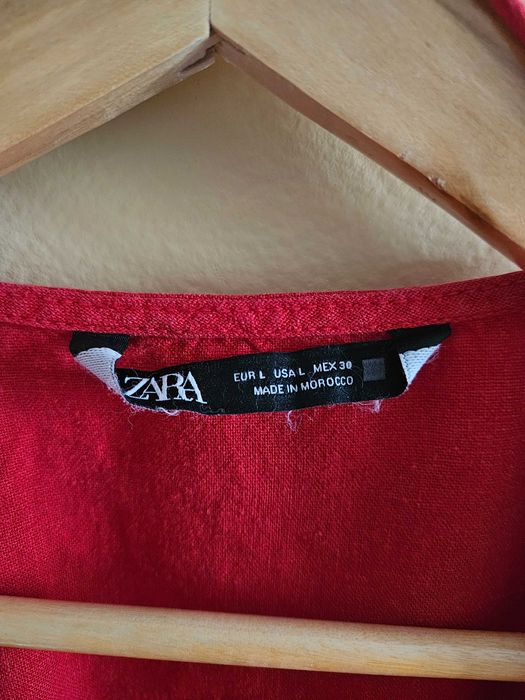 ZARA
EUR L USA L MEX 30
MADE IN MOROCCO